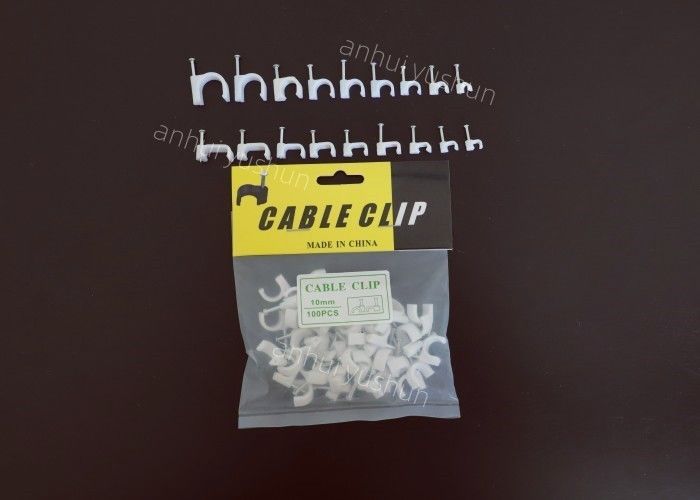 anhuiyushun
anhuiyushun
CABLE CLIP
MADE IN CHINA
CABLE CLIP
10mm
100PCS
anhuiyushun